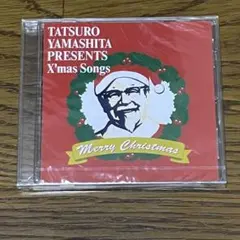 TATSURO
YAMASHITA
PRESENTS
X'mas Songs
Merry Christmas